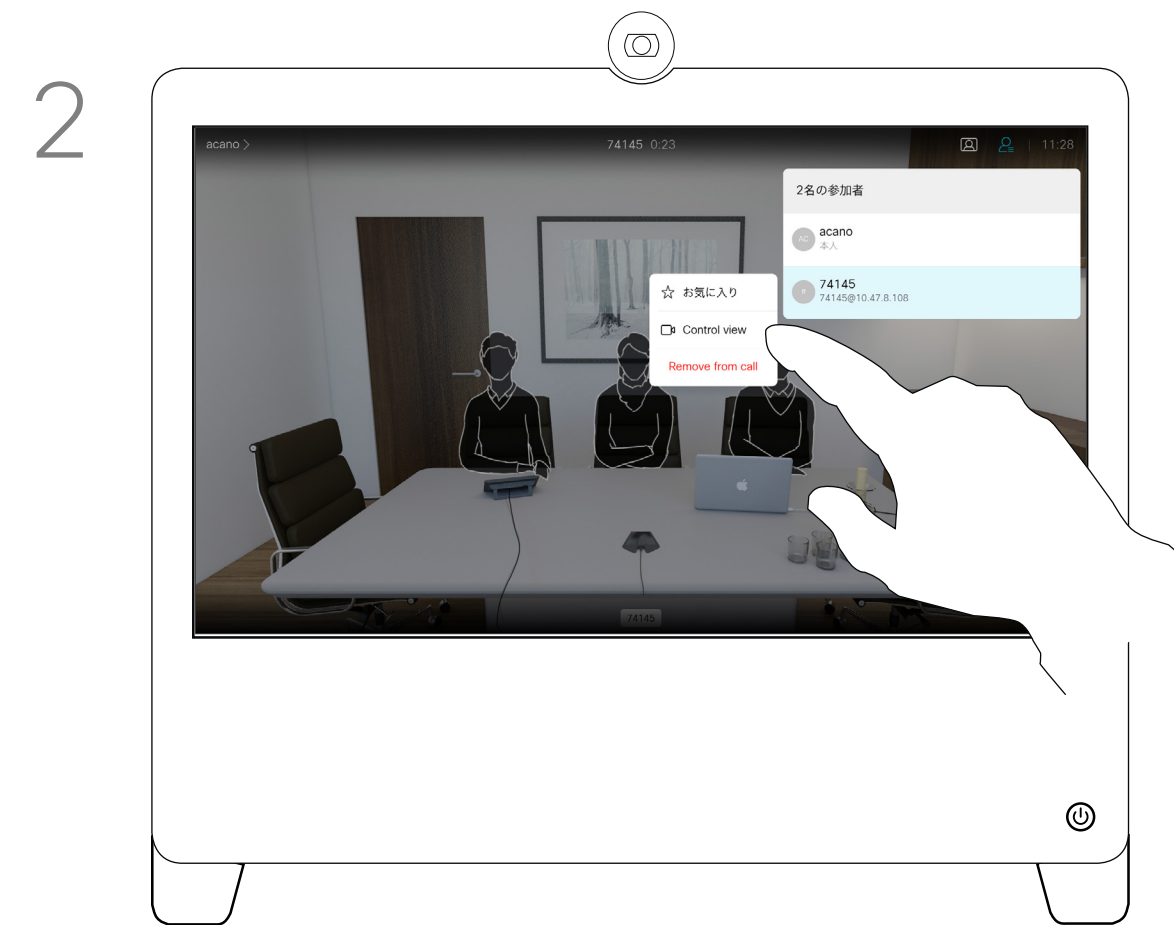 2
acano >
74145 0:23
11:28
2名の参加者
AC
acano
本人
74145
74145@10.47.8.108
お気に入り
Control view
Remove from call
74145